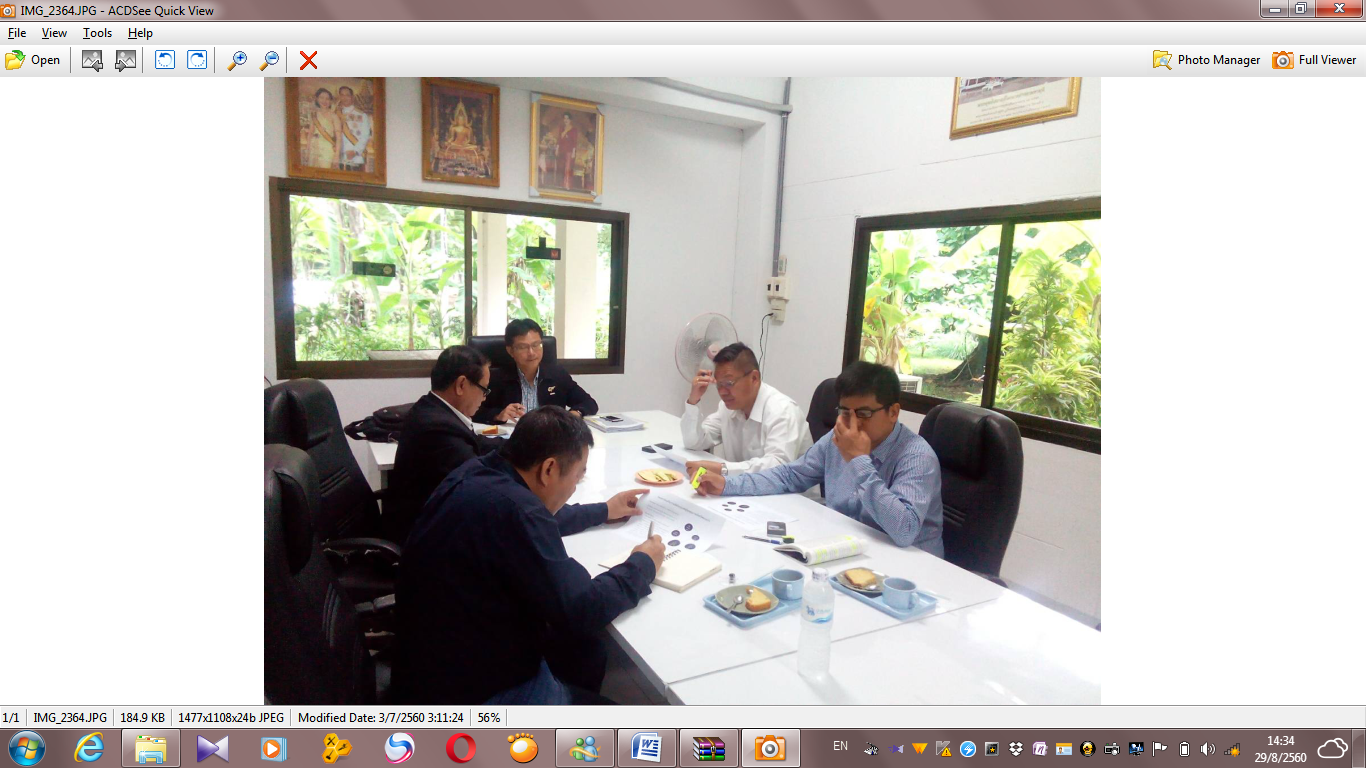 IMG_2364.JPG - ACDSee Quick View
File View Tools Help
Open
Photo Manager Full Viewer
1/1 IMG_2364.JPG 184.9 KB 1477x1108x24b JPEG Modified Date: 3/7/2560 3:11:24 56%
EN
14:34
29/8/2560